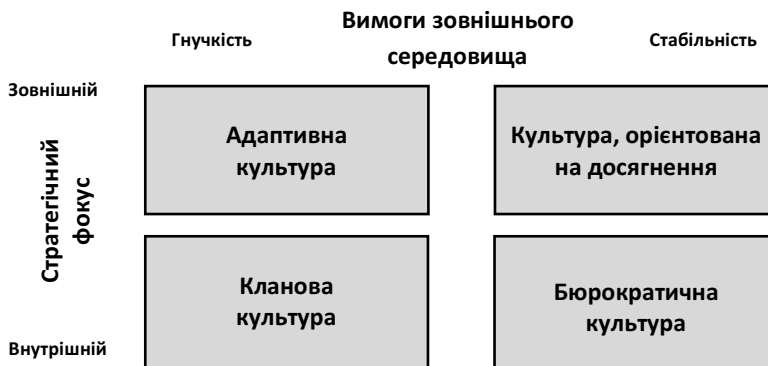 Вимоги зовнішнього
середовища
Гнучкість
Стабільність
Зовнішній
Стратегічний
фокус
Внутрішній
Адаптивна
культура
Культура, орієнтована
на досягнення
Кланова
культура
Бюрократична
культура